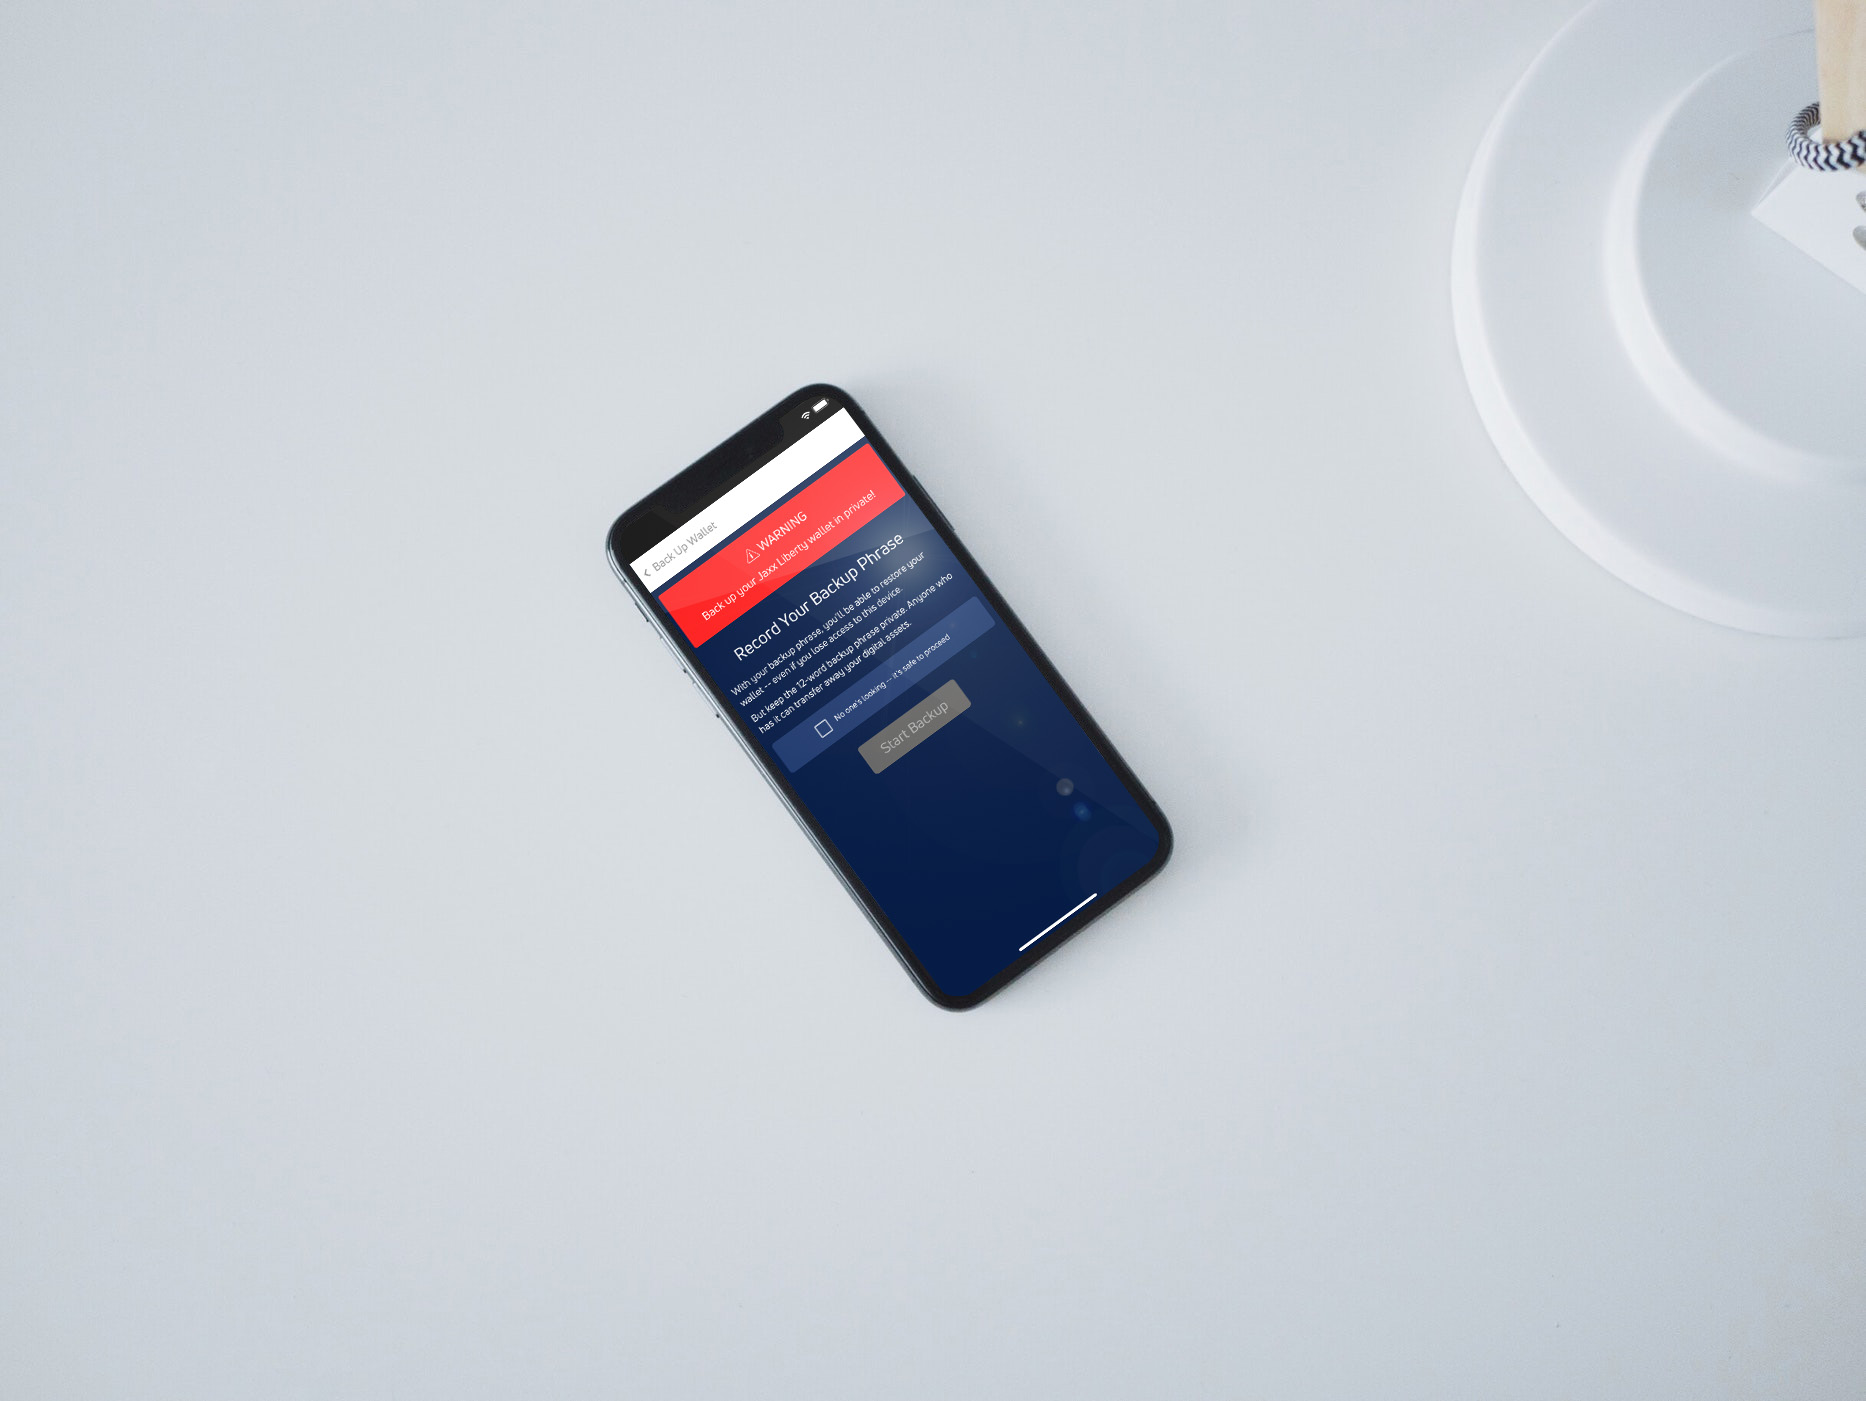 Back Up Wallet
WARNING
Back up your Jaxx Liberty wallet in private!
Record Your Backup Phrase
With your backup phrase, you'll be able to restore your
wallet -- even if you lose access to this device.
But keep the 12-word backup phrase private. Anyone who
has it can transfer away your digital assets.
No one's looking -- it's safe to proceed
Start Backup